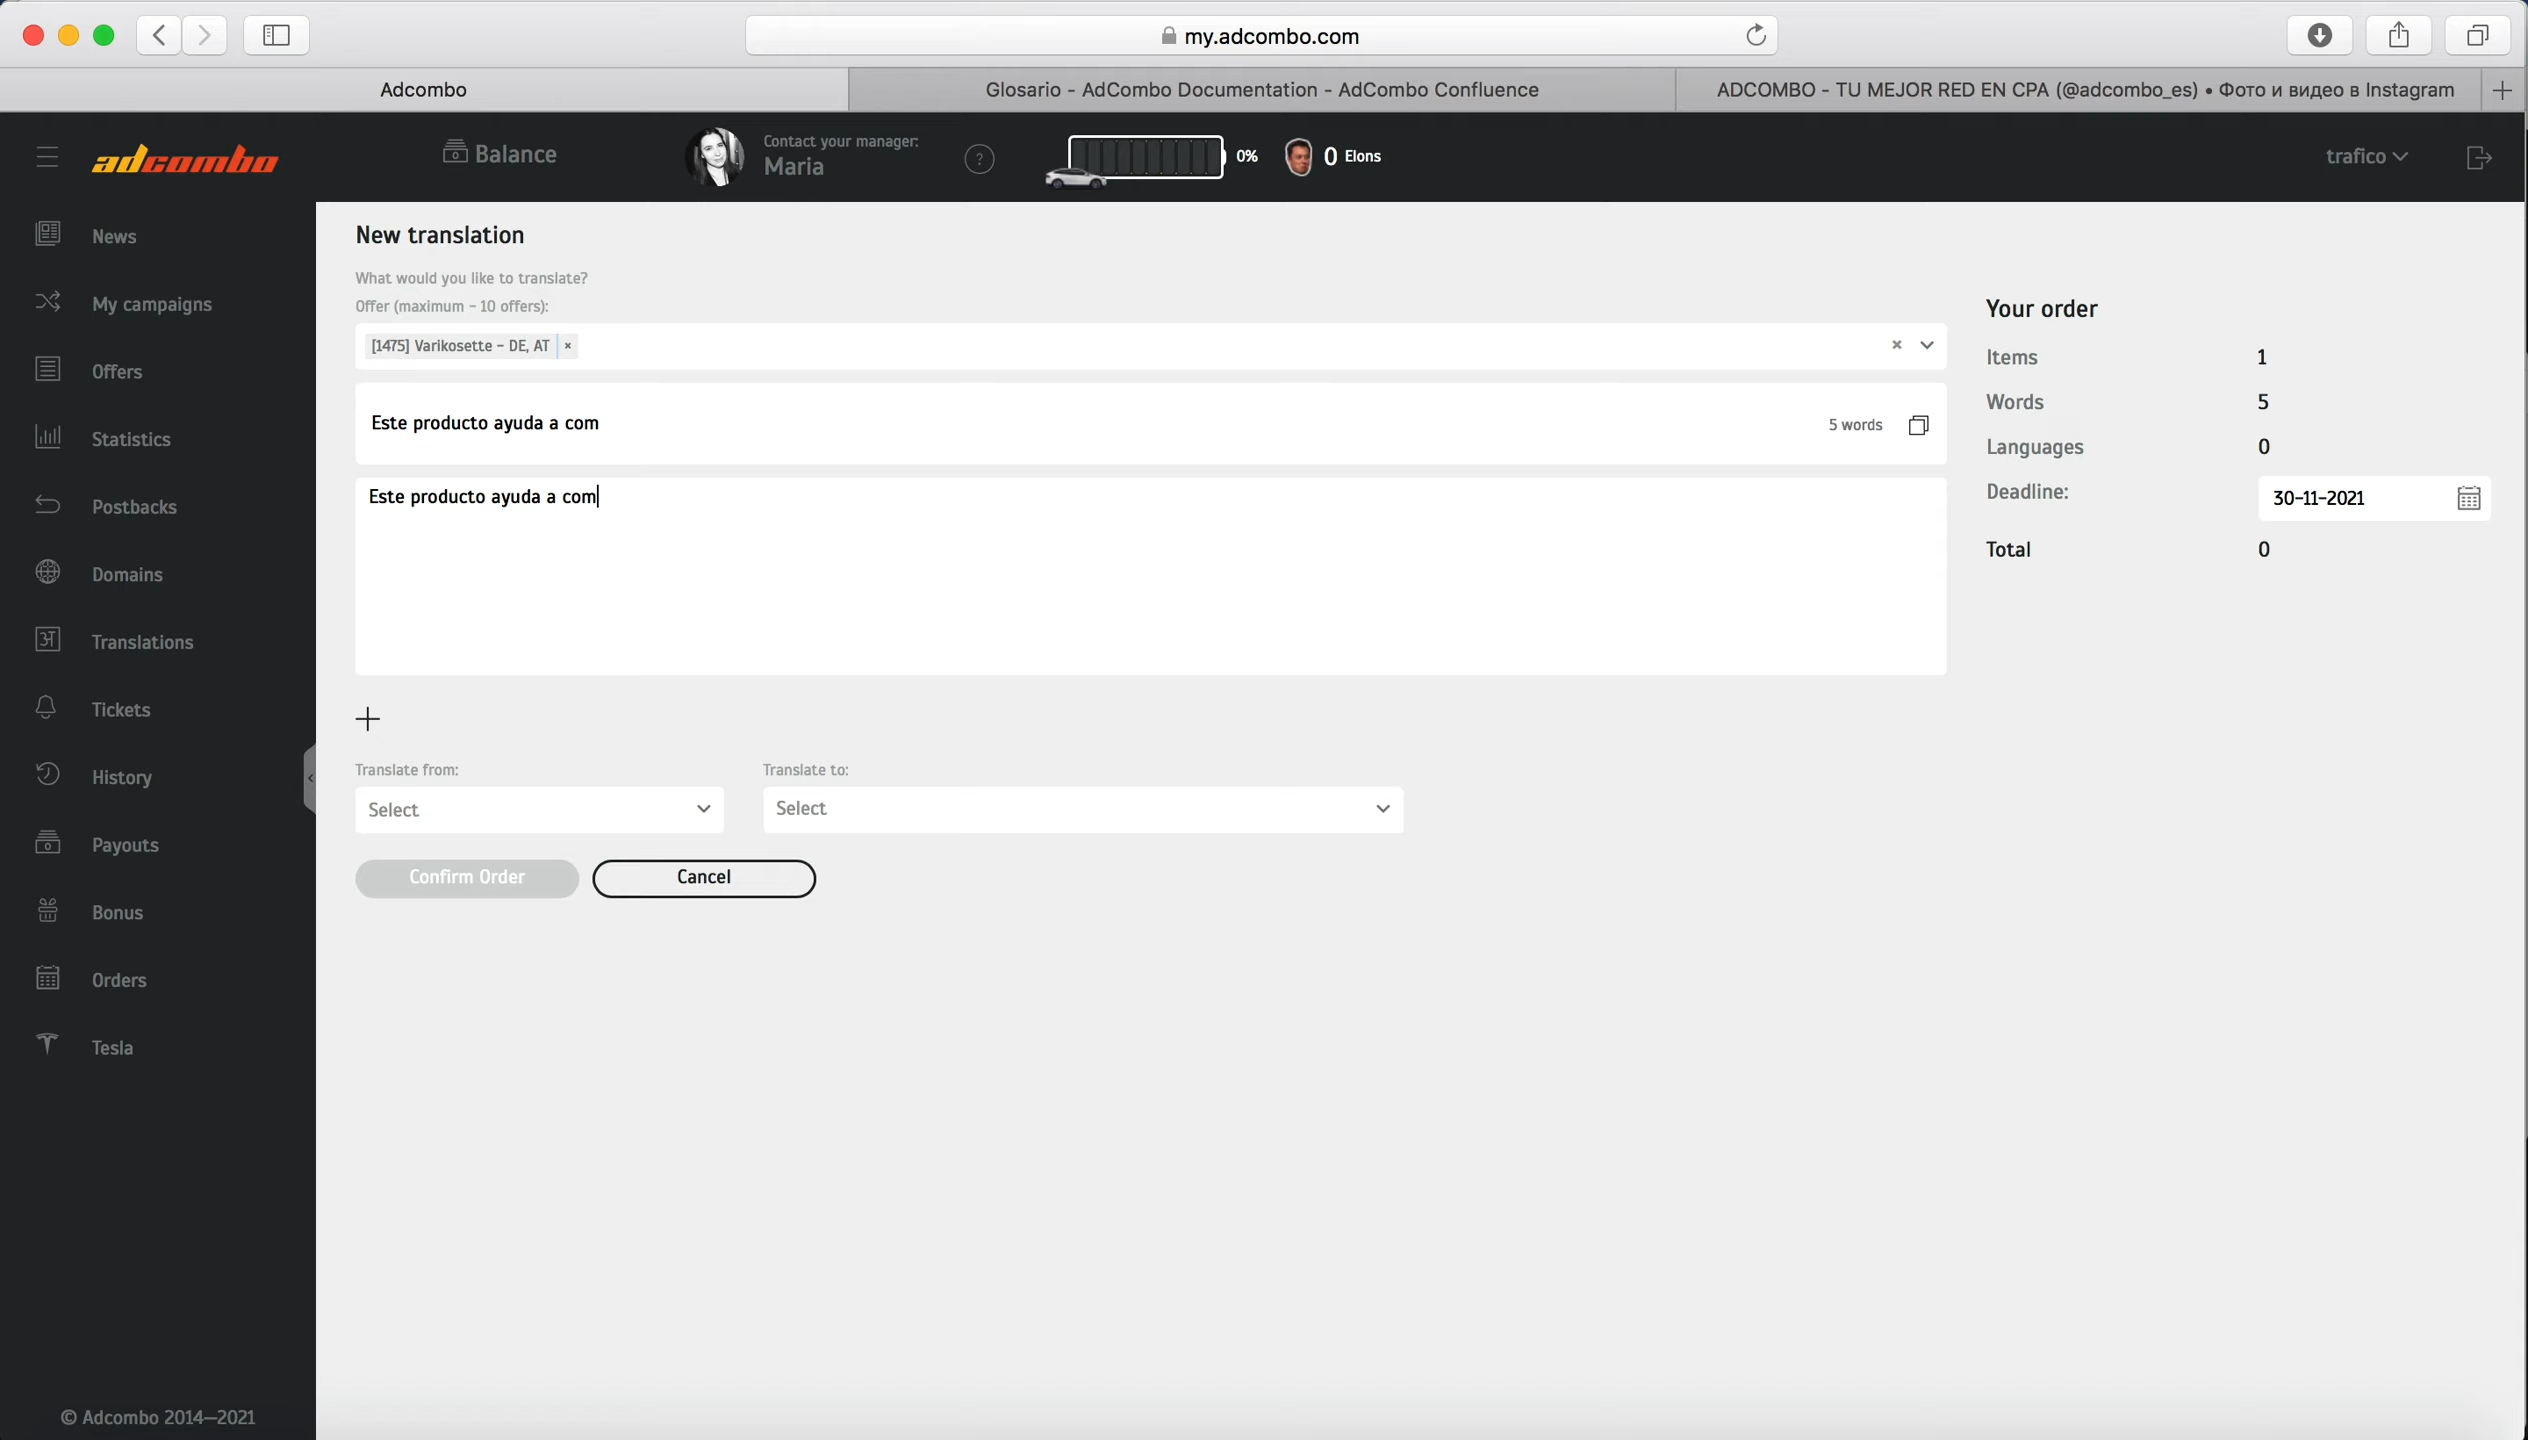 my.adcombo.com
Adcombo
Glosario - AdCombo Documentation - AdCombo Confluence
ADCOMBO - TU MEJOR RED EN CPA (@adcombo_es) • Фото и видео в Instagram
adcombo
Balance
Contact your manager:
Maria
?
0%
0 Elons
trafico
News
My campaigns
Offers
Statistics
Postbacks
Domains
Translations
Tickets
History
Payouts
Bonus
Orders
Tesla
© Adcombo 2014—2021
New translation
What would you like to translate?
Offer (maximum - 10 offers):
[1475] Varikosette - DE, AT ×
Este producto ayuda a com
5 words
Este producto ayuda a com
Translate from:
Select
Translate to:
Select
Confirm Order
Cancel
Your order
Items 1
Words 5
Languages 0
Deadline: 30-11-2021
Total 0